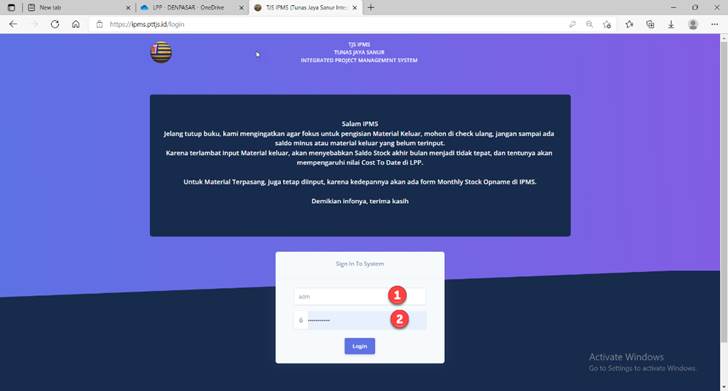 New tab
LPP - DENPASAR - OneDrive
TJS IPMS (Tunas Jaya Sanur Inte
https://ipms.pttjs.id/login
TJS IPMS
TUNAS JAYA SANUR
INTEGRATED PROJECT MANAGEMENT SYSTEM
Salam IPMS
Jelang tutup buku, kami mengingatkan agar fokus untuk pengisian Material Keluar, mohon di check ulang, jangan sampai ada
saldo minus atau material keluar yang belum terinput.
Karena terlambat Input Material keluar, akan menyebabkan Saldo Stock akhir bulan menjadi tidak tepat, dan tentunya akan
mempengaruhi nilai Cost To Date di LPP.
Untuk Material Terpasang, Juga tetap diinput, karena kedepannya akan ada form Monthly Stock Opname di IPMS.
Demikian infonya, terima kasih
Sign In To System
1
2
Login
Activate Windows
Go to Settings to activate Windows.